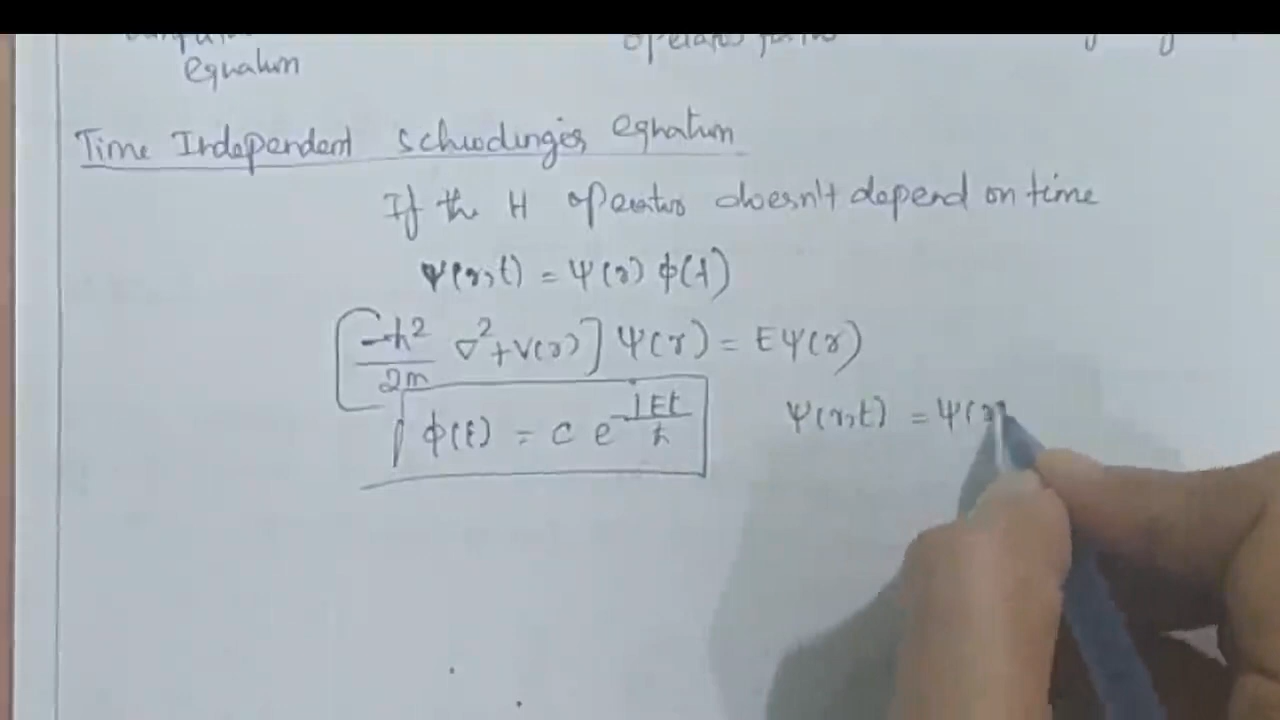 equation
Time Independent Schrodinger's equation
If the H operator doesn't depend on time
Ψ(r,t) = Ψ(r) ϕ(t)
[-ħ²/2m ∇² + V(r)] Ψ(r) = E Ψ(r)
ϕ(t) = c e^(-iEt/ħ)
Ψ(r,t) = Ψ(r